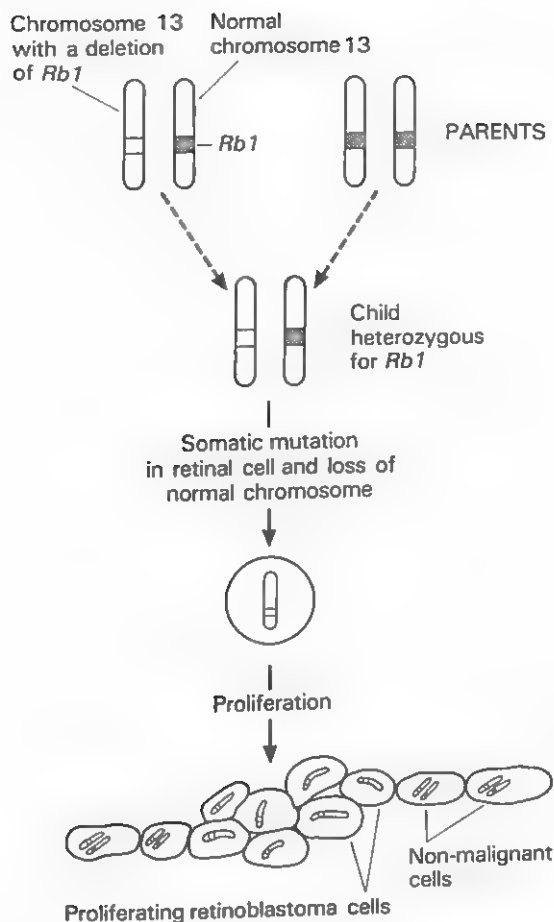 Chromosome 13
with a deletion
of Rb1
Normal
chromosome 13
Rb1
PARENTS
Child
heterozygous
for Rb1
Somatic mutation
in retinal cell and loss of
normal chromosome
Proliferation
Non-malignant
cells
Proliferating retinoblastoma cells